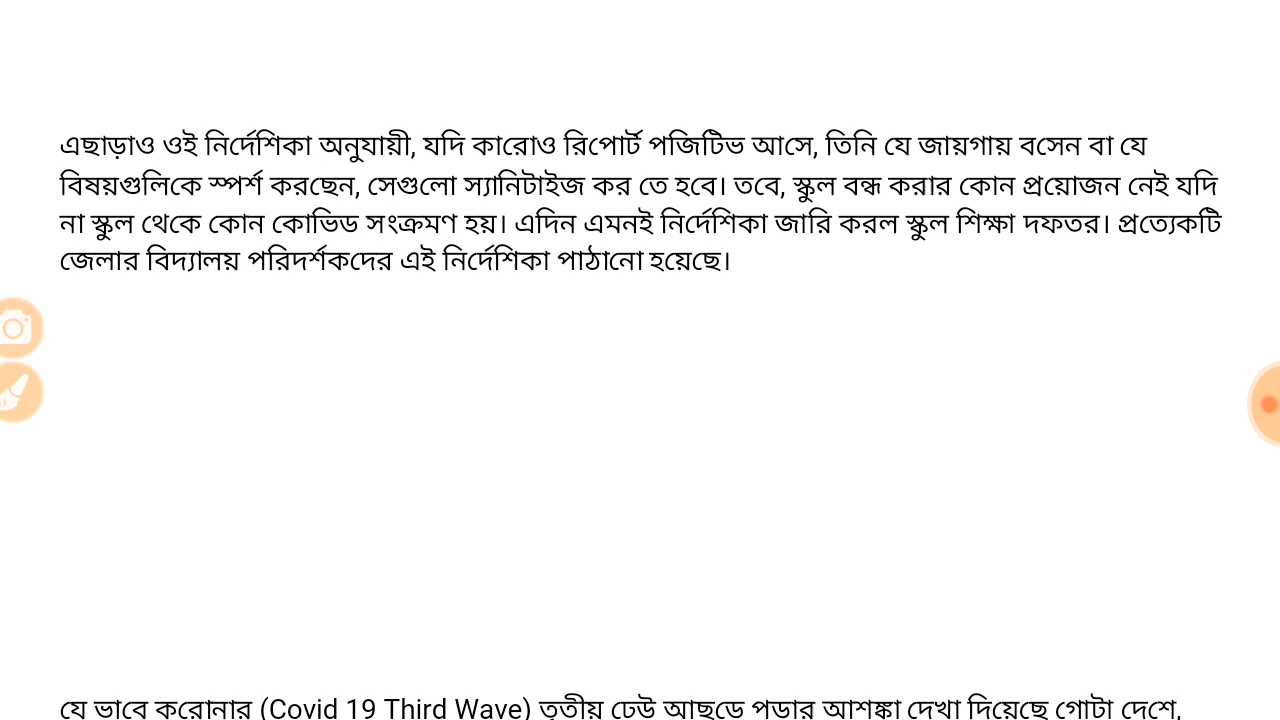 এছাড়াও ওই নির্দেশিকা অনুযায়ী, যদি কারোও রিপোর্ট পজিটিভ আসে, তিনি যে জায়গায় বসেন বা যে
বিষয়গুলিকে স্পর্শ করছেন, সেগুলো স্যানিটাইজ কর তে হবে। তবে, স্কুল বন্ধ করার কোন প্রয়োজন নেই যদি
না স্কুল থেকে কোন কোভিড সংক্রমণ হয়। এদিন এমনই নির্দেশিকা জারি করল স্কুল শিক্ষা দফতর। প্রত্যেকটি
জেলার বিদ্যালয় পরিদর্শকদের এই নির্দেশিকা পাঠানো হয়েছে।
যে ভাবে করোনার (Covid 19 Third Wave) তৃতীয় ঢেউ আছড়ে পড়ার আশঙ্কা দেখা দিয়েছে গোটা দেশে,